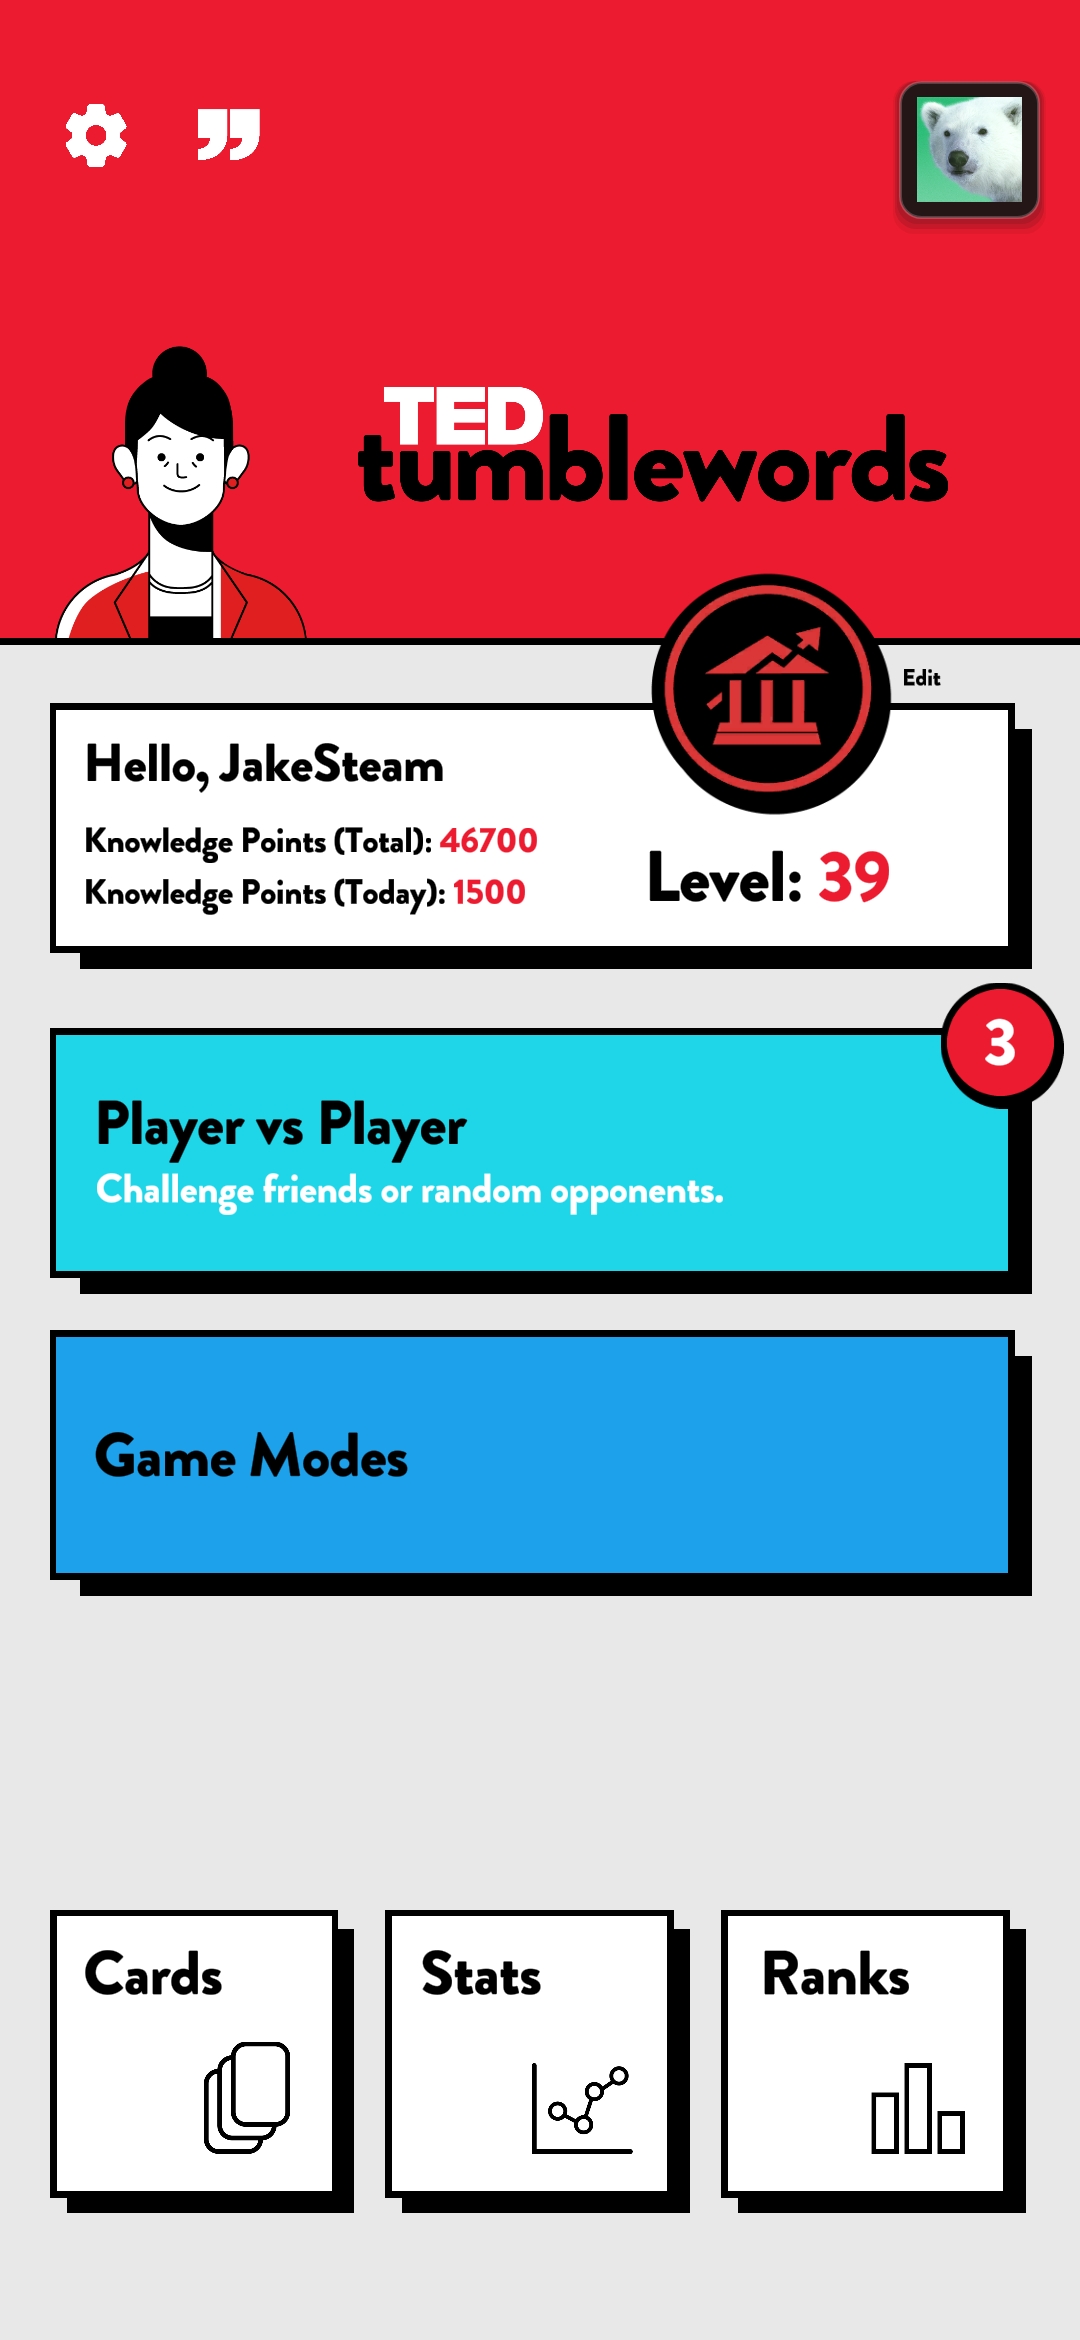 TED
tumblewords
Edit
Hello, JakeSteam
Knowledge Points (Total): 46700
Knowledge Points (Today): 1500
Level: 39
3
Player vs Player
Challenge friends or random opponents.
Game Modes
Cards
Stats
Ranks